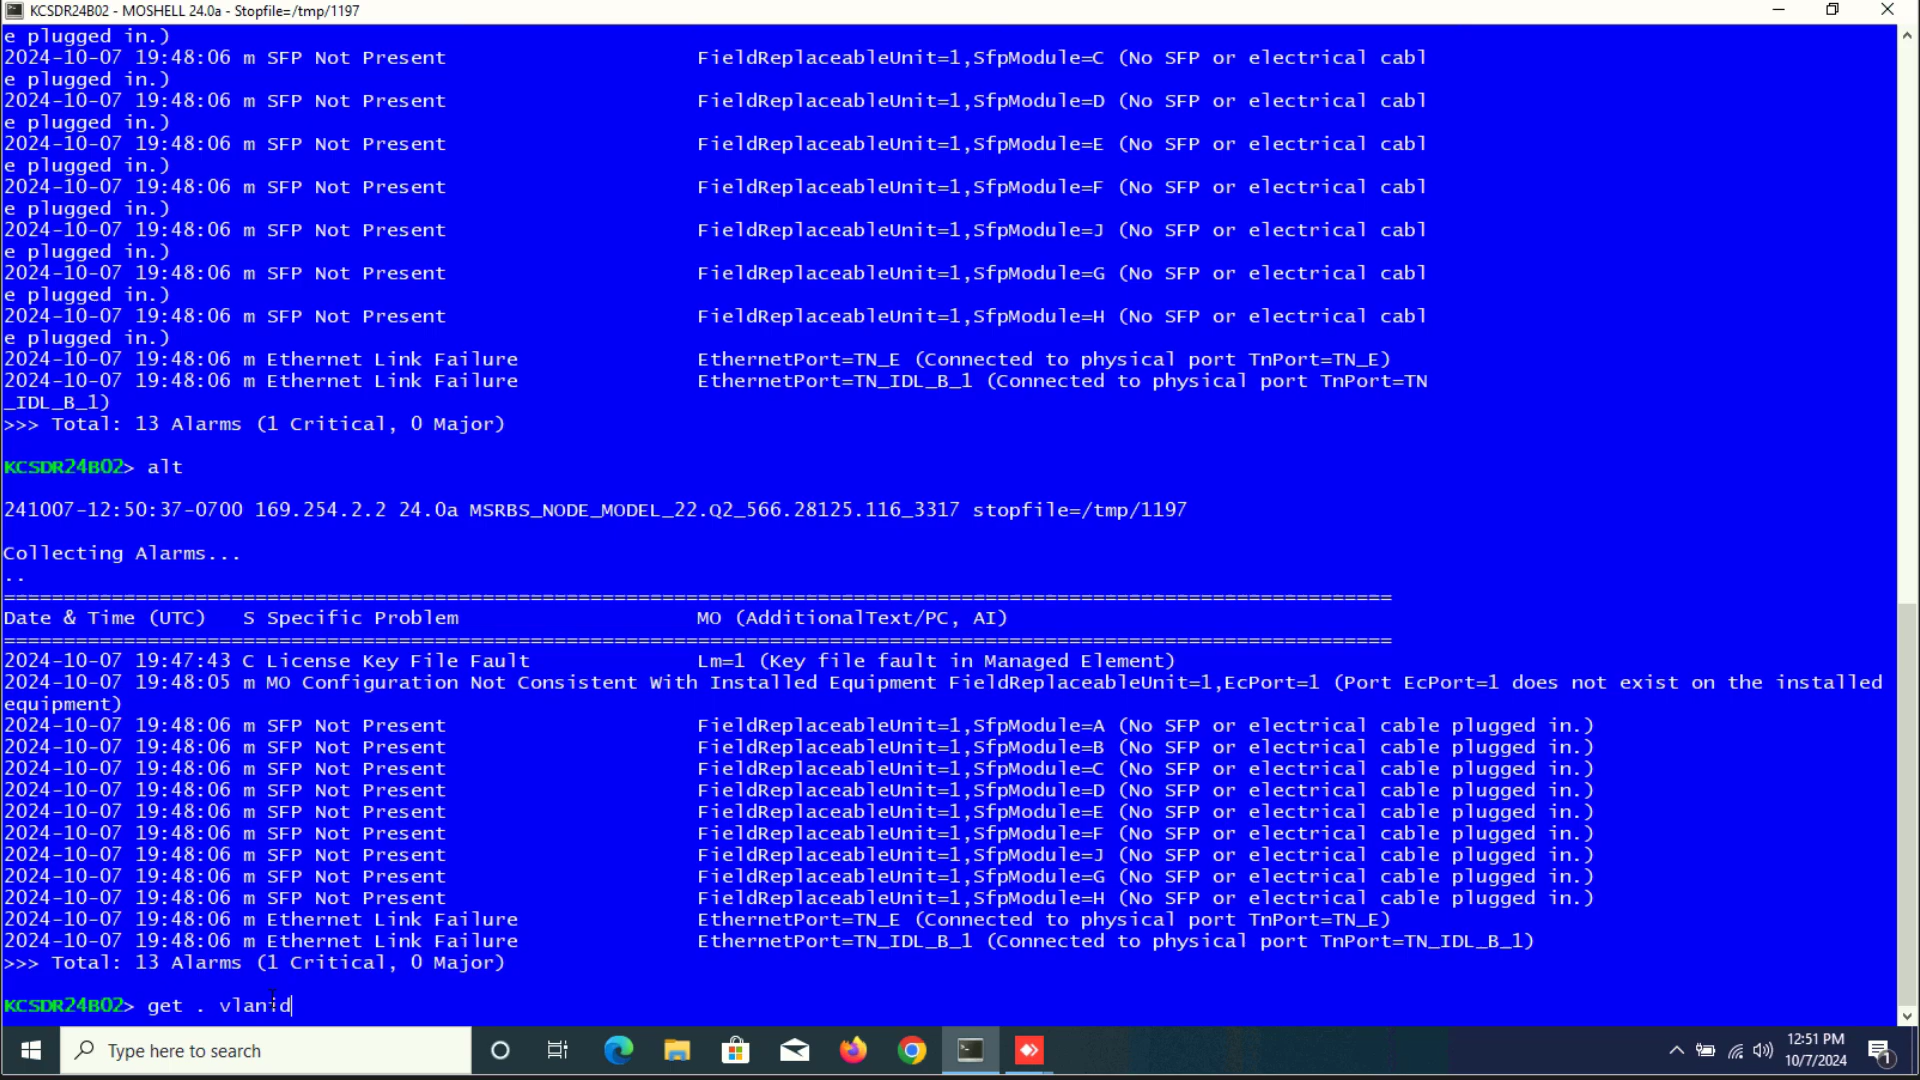 KCSDR24B02 - MOSHELL 24.0a - Stopfile=/tmp/1197
e plugged in.)
2024-10-07 19:48:06 m SFP Not Present FieldReplaceableUnit=1,SfpModule=C (No SFP or electrical cabl
e plugged in.)
2024-10-07 19:48:06 m SFP Not Present FieldReplaceableUnit=1,SfpModule=D (No SFP or electrical cabl
e plugged in.)
2024-10-07 19:48:06 m SFP Not Present FieldReplaceableUnit=1,SfpModule=E (No SFP or electrical cabl
e plugged in.)
2024-10-07 19:48:06 m SFP Not Present FieldReplaceableUnit=1,SfpModule=F (No SFP or electrical cabl
e plugged in.)
2024-10-07 19:48:06 m SFP Not Present FieldReplaceableUnit=1,SfpModule=J (No SFP or electrical cabl
e plugged in.)
2024-10-07 19:48:06 m SFP Not Present FieldReplaceableUnit=1,SfpModule=G (No SFP or electrical cabl
e plugged in.)
2024-10-07 19:48:06 m SFP Not Present FieldReplaceableUnit=1,SfpModule=H (No SFP or electrical cabl
e plugged in.)
2024-10-07 19:48:06 m Ethernet Link Failure EthernetPort=TN_E (Connected to physical port TnPort=TN_E)
2024-10-07 19:48:06 m Ethernet Link Failure EthernetPort=TN_IDL_B_1 (Connected to physical port TnPort=TN
_IDL_B_1)
>>> Total: 13 Alarms (1 Critical, 0 Major)
KCSDR24B02> alt
241007-12:50:37-0700 169.254.2.2 24.0a MSRBS_NODE_MODEL_22.Q2_566.28125.116_3317 stopfile=/tmp/1197
Collecting Alarms...
..
====================================================================================================================
Date & Time (UTC) S Specific Problem MO (AdditionalText/PC, AI)
====================================================================================================================
2024-10-07 19:47:43 C License Key File Fault Lm=1 (Key file fault in Managed Element)
2024-10-07 19:48:05 m MO Configuration Not Consistent With Installed Equipment FieldReplaceableUnit=1,EcPort=1 (Port EcPort=1 does not exist on the installed
equipment)
2024-10-07 19:48:06 m SFP Not Present FieldReplaceableUnit=1,SfpModule=A (No SFP or electrical cable plugged in.)
2024-10-07 19:48:06 m SFP Not Present FieldReplaceableUnit=1,SfpModule=B (No SFP or electrical cable plugged in.)
2024-10-07 19:48:06 m SFP Not Present FieldReplaceableUnit=1,SfpModule=C (No SFP or electrical cable plugged in.)
2024-10-07 19:48:06 m SFP Not Present FieldReplaceableUnit=1,SfpModule=D (No SFP or electrical cable plugged in.)
2024-10-07 19:48:06 m SFP Not Present FieldReplaceableUnit=1,SfpModule=E (No SFP or electrical cable plugged in.)
2024-10-07 19:48:06 m SFP Not Present FieldReplaceableUnit=1,SfpModule=F (No SFP or electrical cable plugged in.)
2024-10-07 19:48:06 m SFP Not Present FieldReplaceableUnit=1,SfpModule=J (No SFP or electrical cable plugged in.)
2024-10-07 19:48:06 m SFP Not Present FieldReplaceableUnit=1,SfpModule=G (No SFP or electrical cable plugged in.)
2024-10-07 19:48:06 m SFP Not Present FieldReplaceableUnit=1,SfpModule=H (No SFP or electrical cable plugged in.)
2024-10-07 19:48:06 m Ethernet Link Failure EthernetPort=TN_E (Connected to physical port TnPort=TN_E)
2024-10-07 19:48:06 m Ethernet Link Failure EthernetPort=TN_IDL_B_1 (Connected to physical port TnPort=TN_IDL_B_1)
>>> Total: 13 Alarms (1 Critical, 0 Major)
KCSDR24B02> get . vlanid
Type here to search
12:51 PM
10/7/2024
1